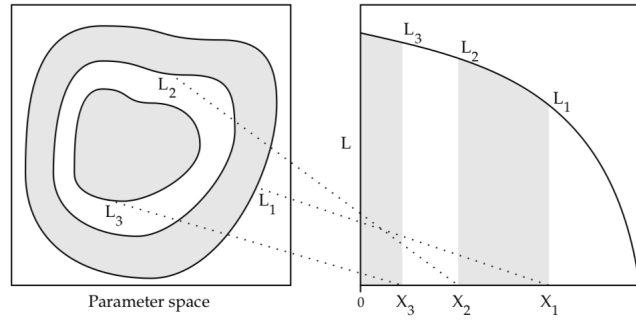 L₂
L₃
L₁
Parameter space
L₃
L₂
L₁
L
0
X₃
X₂
X₁